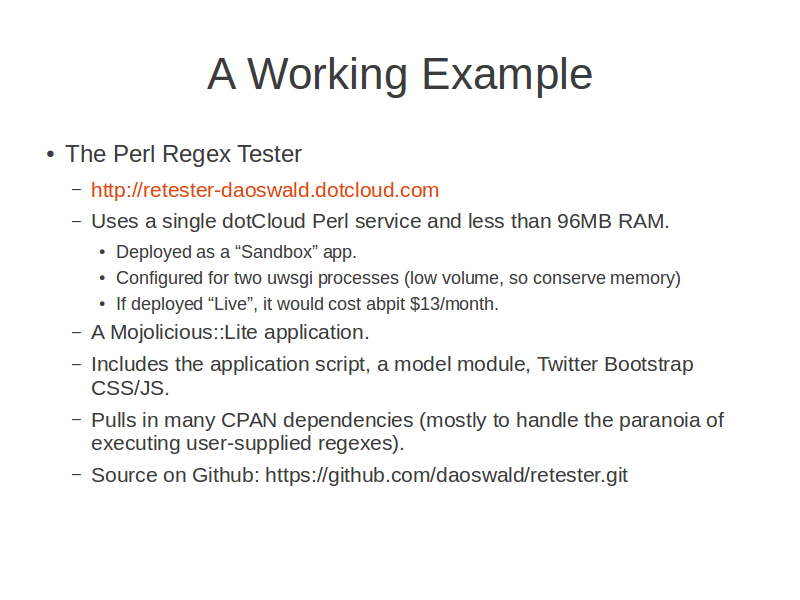 A Working Example
• The Perl Regex Tester
– http://retester-daoswald.dotcloud.com
– Uses a single dotCloud Perl service and less than 96MB RAM.
• Deployed as a “Sandbox” app.
• Configured for two uwsgi processes (low volume, so conserve memory)
• If deployed “Live”, it would cost abpit $13/month.
– A Mojolicious::Lite application.
– Includes the application script, a model module, Twitter Bootstrap
CSS/JS.
– Pulls in many CPAN dependencies (mostly to handle the paranoia of
executing user-supplied regexes).
– Source on Github: https://github.com/daoswald/retester.git